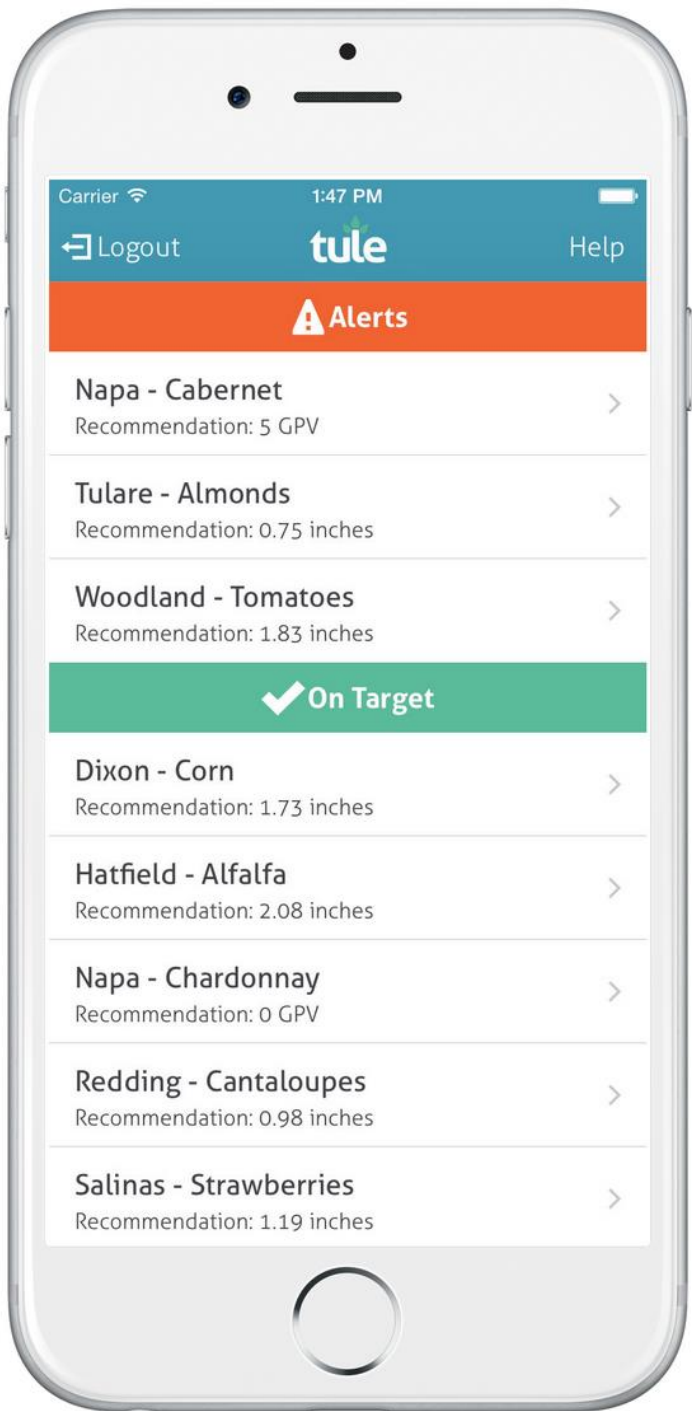 Carrier 1:47 PM
Logout tule Help
Alerts
Napa - Cabernet
Recommendation: 5 GPV
Tulare - Almonds
Recommendation: 0.75 inches
Woodland - Tomatoes
Recommendation: 1.83 inches
On Target
Dixon - Corn
Recommendation: 1.73 inches
Hatfield - Alfalfa
Recommendation: 2.08 inches
Napa - Chardonnay
Recommendation: 0 GPV
Redding - Cantaloupes
Recommendation: 0.98 inches
Salinas - Strawberries
Recommendation: 1.19 inches